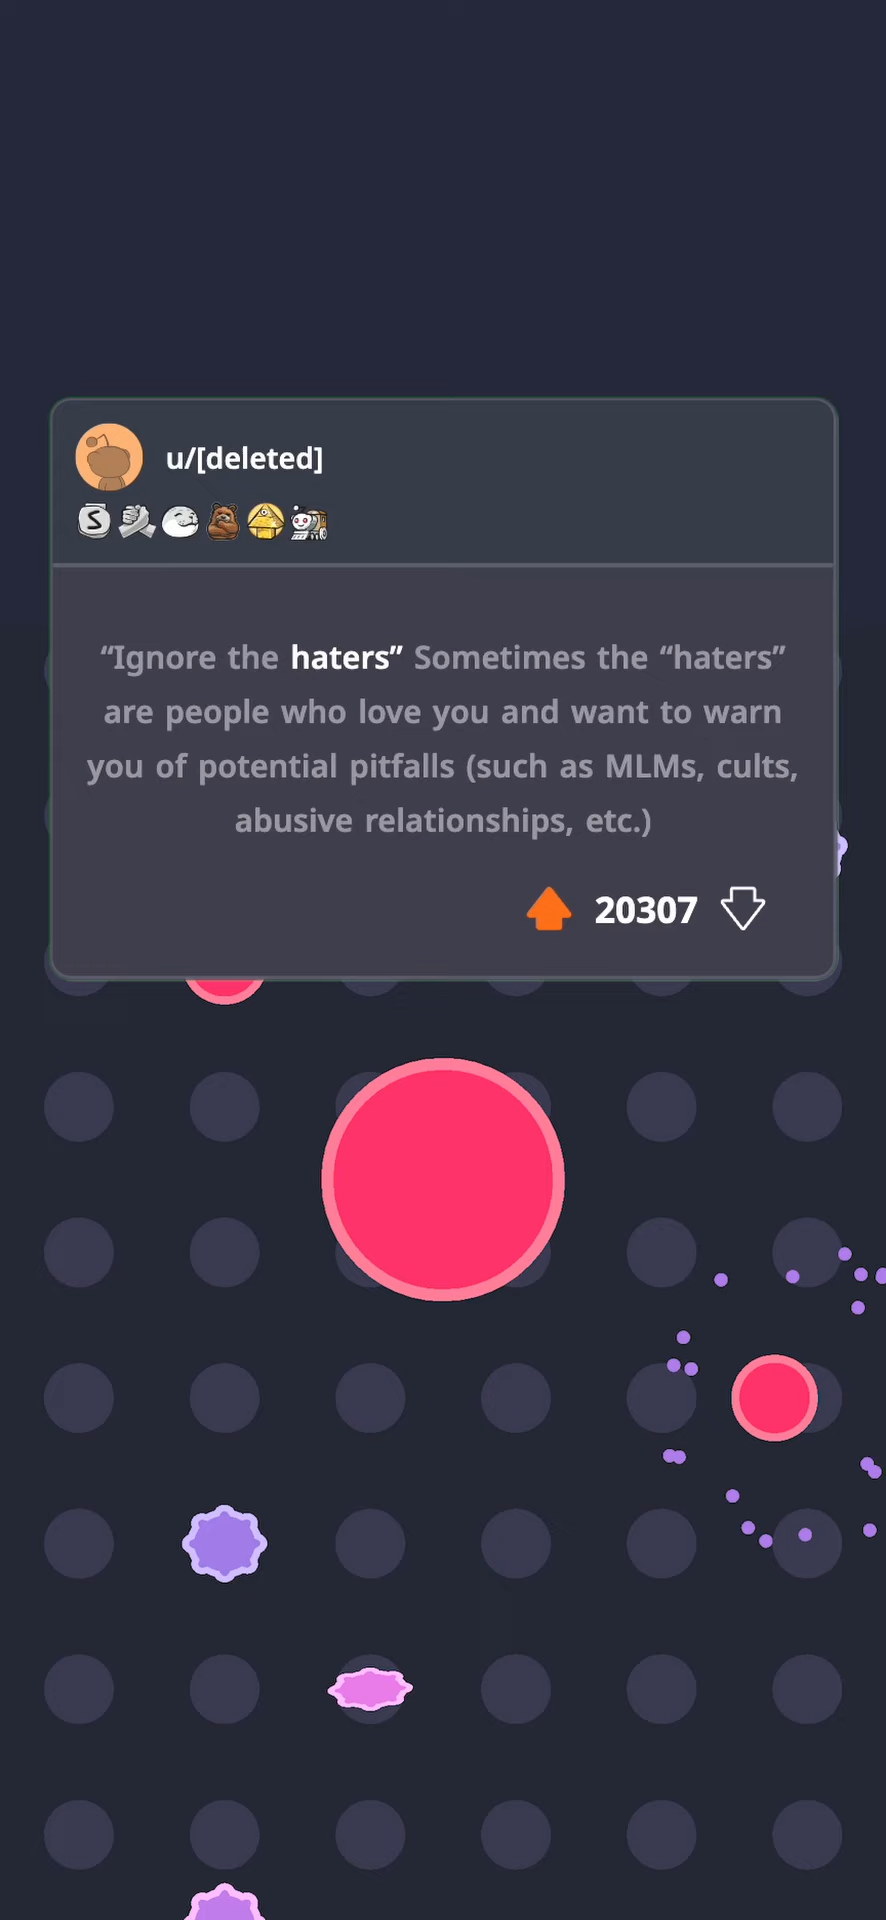 u/[deleted]
“Ignore the haters” Sometimes the “haters”
are people who love you and want to warn
you of potential pitfalls (such as MLMs, cults,
abusive relationships, etc.)
20307